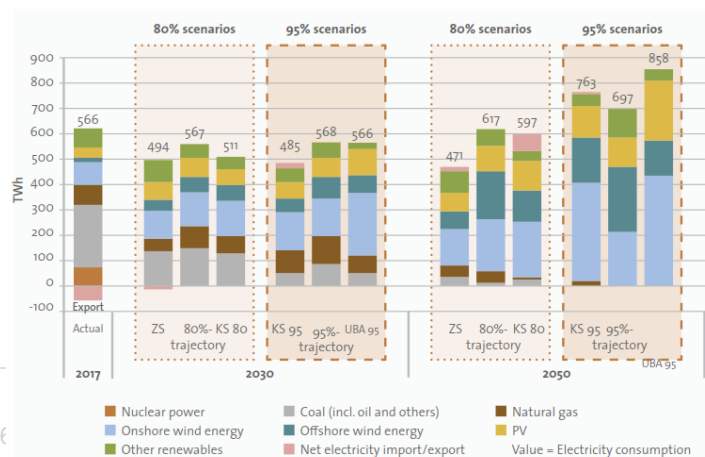 80% scenarios 95% scenarios 80% scenarios 95% scenarios
900
800
700
600
500
400
300
200
100
0
-100
TWh
566
494
567
511
485
568
566
471
617
597
763
697
858
Export
Actual
ZS 80%- KS 80
trajectory
KS 95 95%- UBA 95
trajectory
ZS 80%- KS 80
trajectory
KS 95 95%-
trajectory
UBA 95
2017 2030 2050
6
Nuclear power Coal (incl. oil and others) Natural gas
Onshore wind energy Offshore wind energy PV
Other renewables Net electricity import/export Value = Electricity consumption